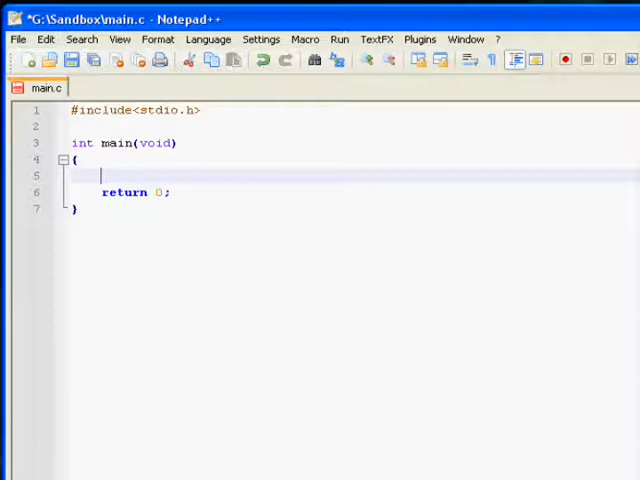 *G:\Sandbox\main.c - Notepad++
File Edit Search View Format Language Settings Macro Run TextFX Plugins Window ?
main.c
1 #include<stdio.h>
2
3 int main(void)
4 {
5
6 return 0;
7 }